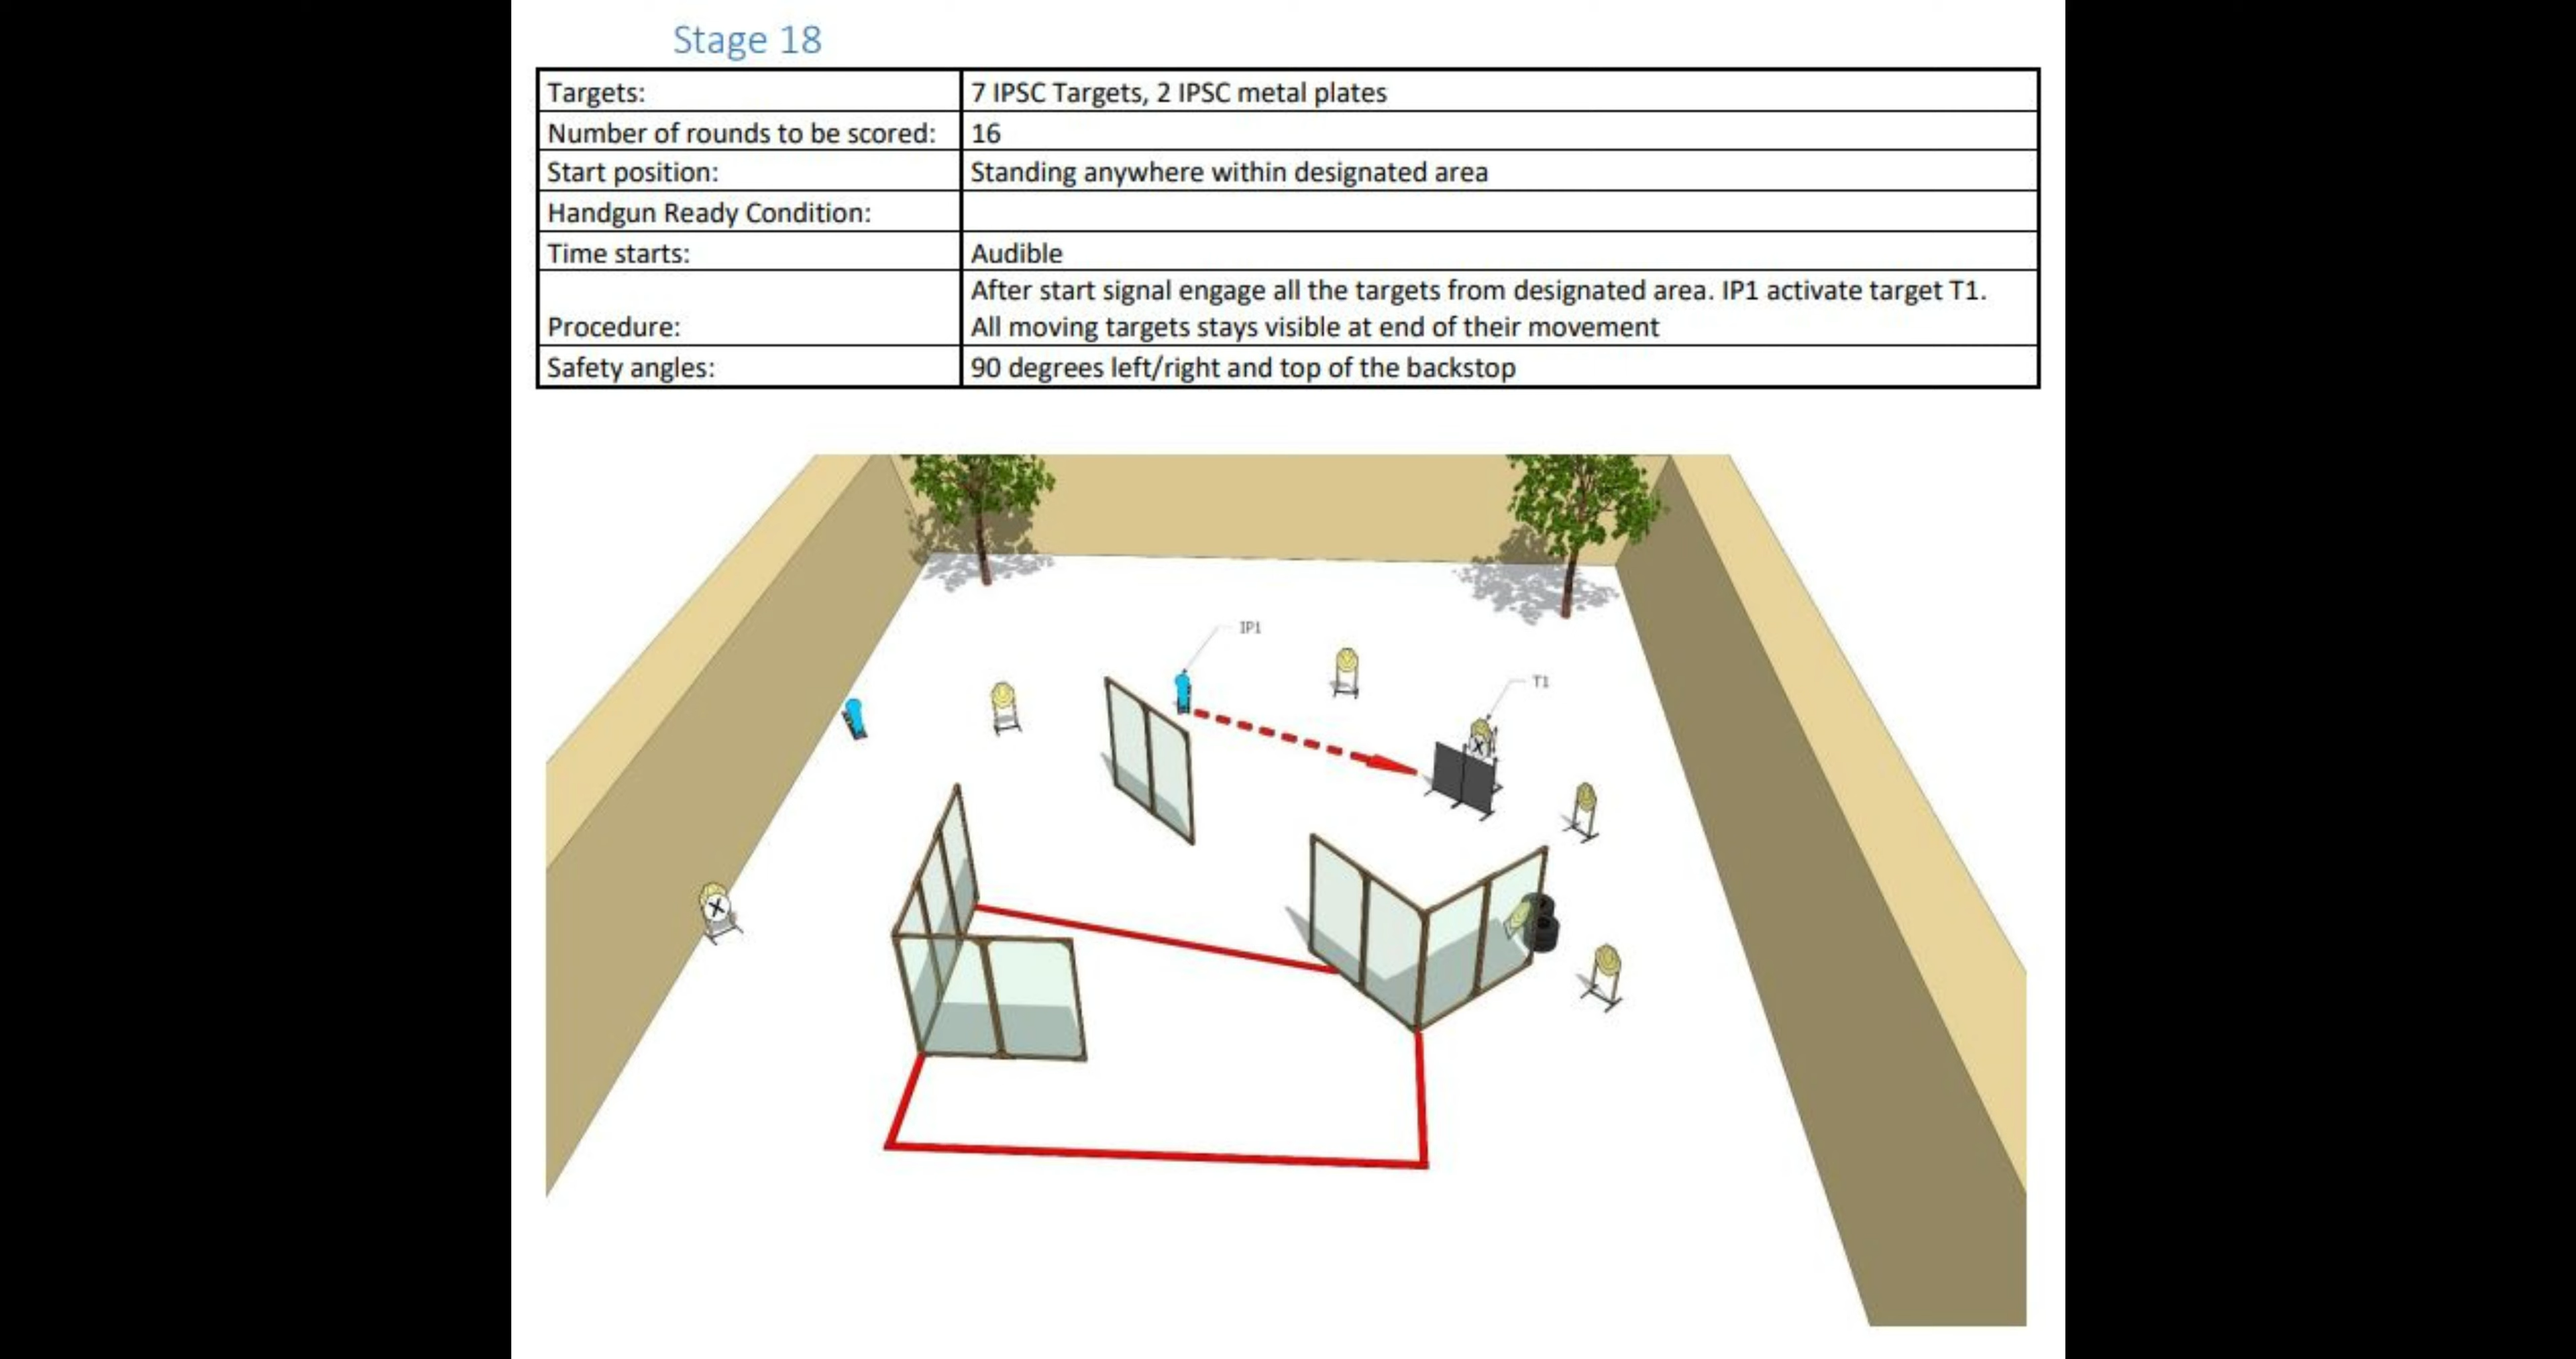 Stage 18
Targets: 7 IPSC Targets, 2 IPSC metal plates
Number of rounds to be scored: 16
Start position: Standing anywhere within designated area
Handgun Ready Condition:
Time starts: Audible
After start signal engage all the targets from designated area. IP1 activate target T1.
Procedure: All moving targets stays visible at end of their movement
Safety angles: 90 degrees left/right and top of the backstop
IP1
T1
X
X